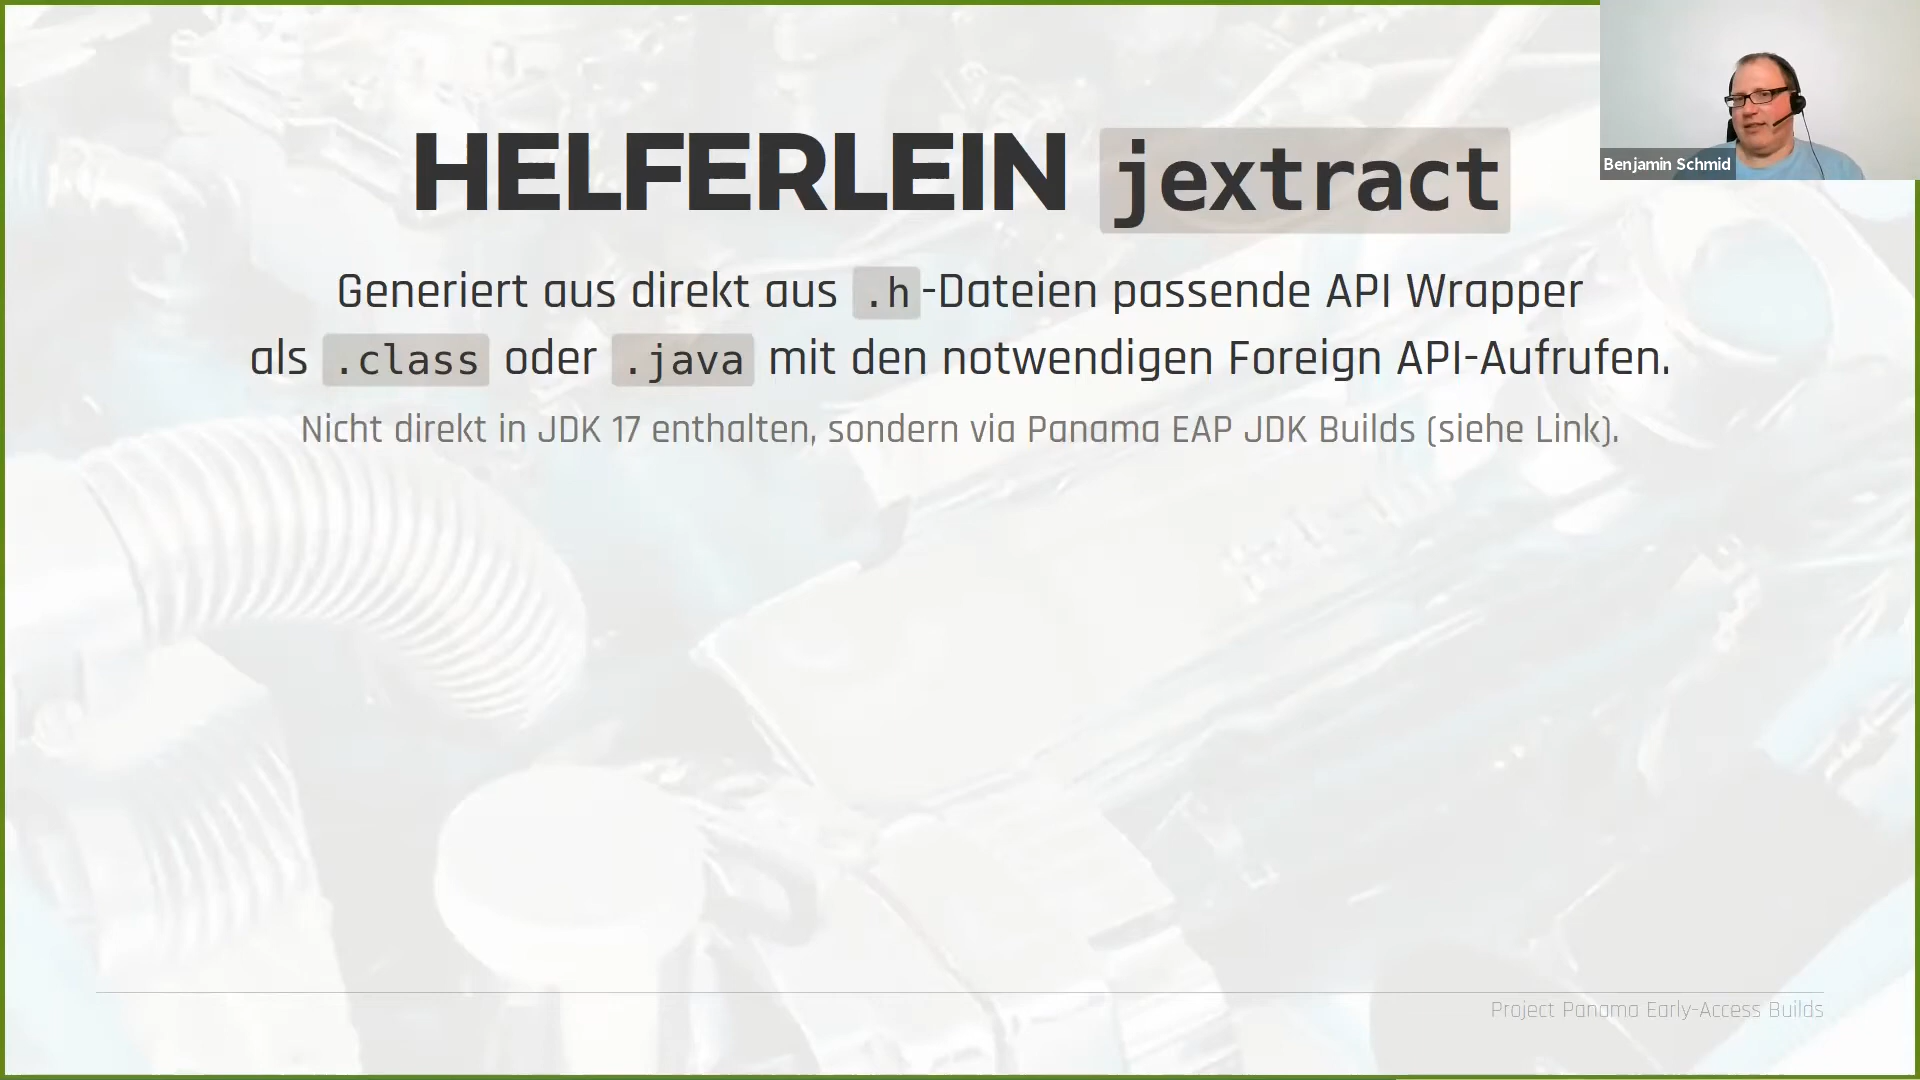 HELFERLEIN jextract
Benjamin Schmid
Generiert aus direkt aus .h-Dateien passende API Wrapper
als .class oder .java mit den notwendigen Foreign API-Aufrufen.
Nicht direkt in JDK 17 enthalten, sondern via Panama EAP JDK Builds (siehe Link).
Project Panama Early-Access Builds